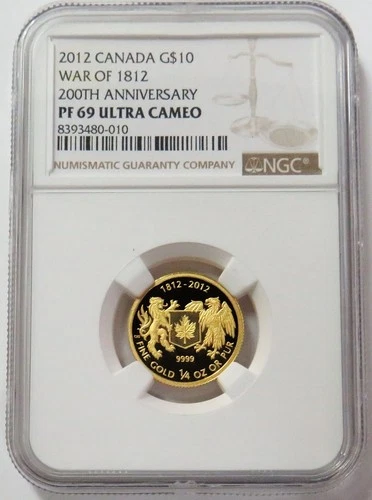 2012 CANADA G$10
WAR OF 1812
200TH ANNIVERSARY
PF 69 ULTRA CAMEO
8393480-010
NUMISMATIC GUARANTY COMPANY
NGC®
1812-2012
9999
FINE GOLD ¼ OZ OR PUR